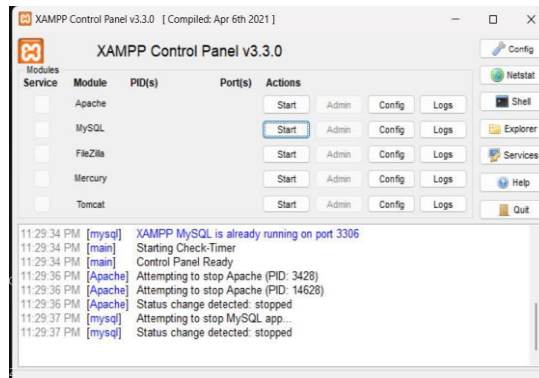 XAMPP Control Panel v3.3.0 [ Compiled: Apr 6th 2021 ]
XAMPP Control Panel v3.3.0
Config
Modules
Service Module PID(s) Port(s) Actions
Netstat
Apache Start Admin Config Logs
Shell
MySQL Start Admin Config Logs
Explorer
FileZilla Start Admin Config Logs
Services
Mercury Start Admin Config Logs
Help
Tomcat Start Admin Config Logs
Quit
11:29:34 PM [mysql] XAMPP MySQL is already running on port 3306
11:29:34 PM [main] Starting Check-Timer
11:29:34 PM [main] Control Panel Ready
11:29:36 PM [Apache] Attempting to stop Apache (PID: 3428)
11:29:36 PM [Apache] Attempting to stop Apache (PID: 14628)
11:29:36 PM [Apache] Status change detected: stopped
11:29:37 PM [mysql] Attempting to stop MySQL app...
11:29:37 PM [mysql] Status change detected: stopped